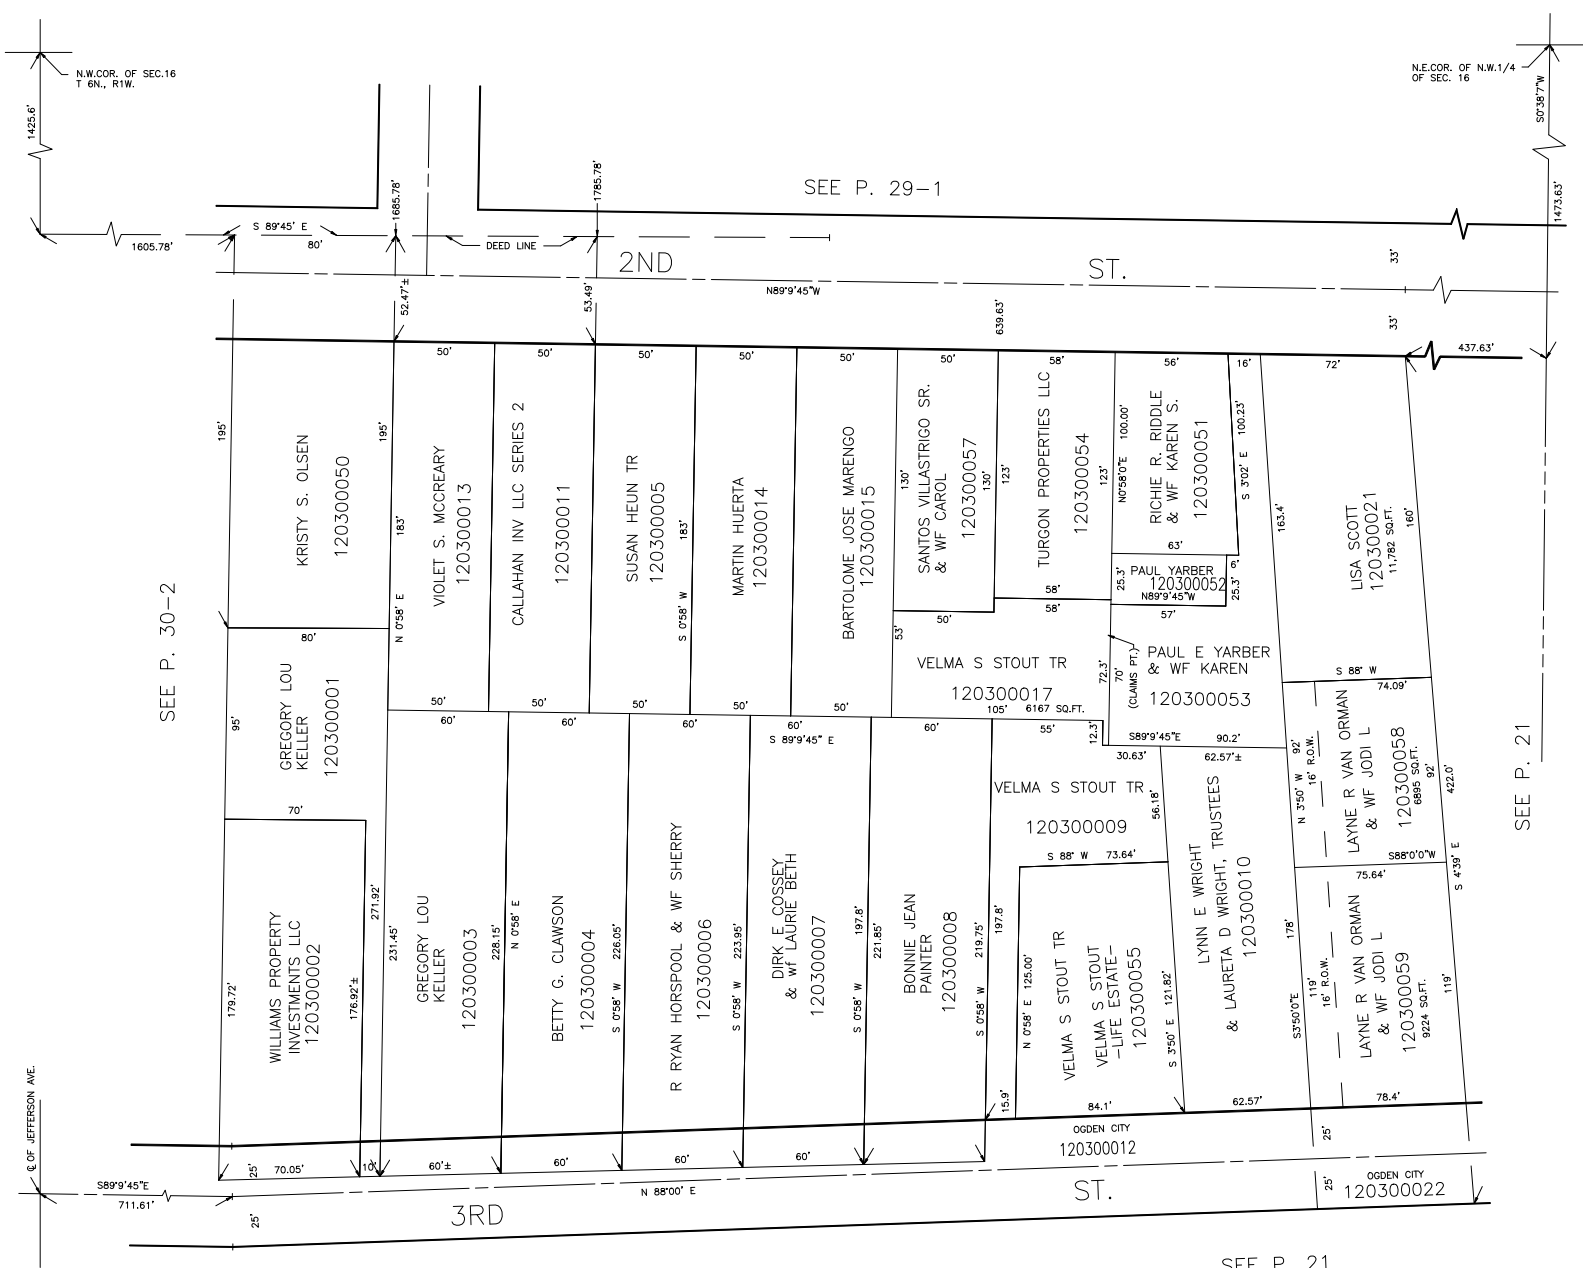 N.W.COR. OF SEC.16
T 6N., R1W.
N.E.COR. OF N.W.1/4
OF SEC. 16
1425.6'
S0°38'7"W
1473.63'
SEE P. 29-1
1685.78'
1785.78'
S 89°45' E
80'
1605.78'
DEED LINE
2ND
ST.
33'
N89°9'45"W
52.47'±
53.49'
639.63'
33'
437.63'
50'
50'
50'
50'
50'
50'
58'
56'
16'
72'
195'
KRISTY S. OLSEN
120300050
195'
183'
N 0°58' E
VIOLET S. MCCREARY
120300013
CALLAHAN INV LLC SERIES 2
120300011
SUSAN HEUN TR
120300005
183'
S 0°58' W
MARTIN HUERTA
120300014
BARTOLOME JOSE MARENGO
120300015
130'
SANTOS VILLASTRIGO SR.
& WF CAROL
120300057
130'
123'
TURGON PROPERTIES LLC
120300054
123'
N0°58'0"E 100.00'
RICHIE R. RIDDLE
& WF KAREN S.
120300051
S 3°02' E 100.23'
163.4'
LISA SCOTT
120300021
11,782 SQ.FT.
160'
63'
6'
25.3'
PAUL YARBER
120300052
N89°9'45"W
25.3'
58'
58'
57'
50'
53'
SEE P. 30-2
80'
95'
GREGORY LOU
KELLER
120300001
VELMA S STOUT TR
120300017
105' 6167 SQ.FT.
72.3'
70'
(CLAIMS PT.)
PAUL E YARBER
& WF KAREN
120300053
S 88° W
74.09'
50'
50'
50'
50'
50'
60'
60'
60'
60'
60'
55'
S 89°9'45" E
12.3'
S89°9'45"E
90.2'
30.63'
62.57'±
N 3°50' W 92'
16' R.O.W.
LAYNE R VAN ORMAN
& WF JODI L
120300058
6895 SQ.FT.
92'
422.0'
S 4°39' E
SEE P. 21
70'
VELMA S STOUT TR
120300009
56.18'
S 88° W 73.64'
S88°0'0"W
75.64'
179.72'
WILLIAMS PROPERTY
INVESTMENTS LLC
120300002
176.92'±
271.92'
231.45'
GREGORY LOU
KELLER
120300003
228.15'
N 0°58' E
BETTY G. CLAWSON
120300004
S 0°58' W 226.05'
R RYAN HORSPOOL & WF SHERRY
120300006
S 0°58' W 223.95'
DIRK E COSSEY
& wf LAURIE BETH
120300007
S 0°58' W 197.8'
221.85'
BONNIE JEAN
PAINTER
120300008
S 0°58' W 219.75'
197.8'
N 0°58' E 125.00'
15.9'
VELMA S STOUT TR
VELMA S STOUT
-LIFE ESTATE-
120300055
S 3°50' E 121.82'
LYNN E WRIGHT
& LAURETA D WRIGHT, TRUSTEES
120300010
178'
S3°50'0"E
119'
16' R.O.W.
LAYNE R VAN ORMAN
& WF JODI L
120300059
9224 SQ.FT.
119'
84.1'
62.57'
78.4'
℄ OF JEFFERSON AVE.
OGDEN CITY
120300012
25'
25'
70.05'
10'
60'±
60'
60'
60'
N 88°00' E
ST.
25'
OGDEN CITY
120300022
S89°9'45"E
711.61'
25'
3RD
SEE P. 21